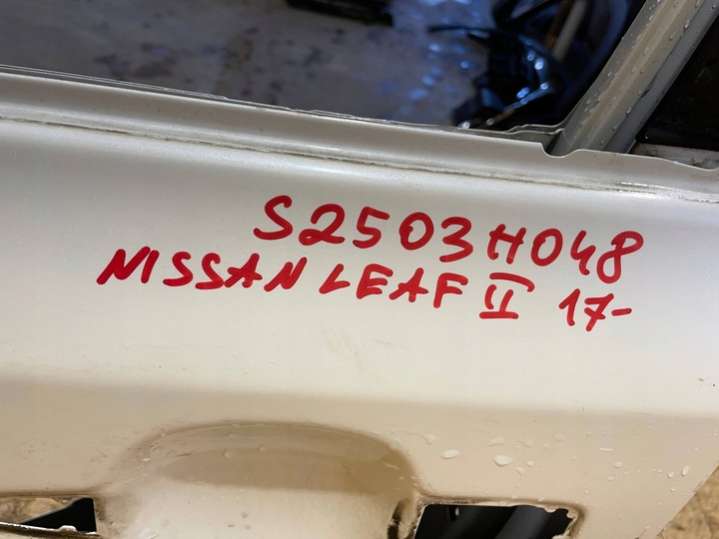 S2503H048
NISSAN LEAF II 17-